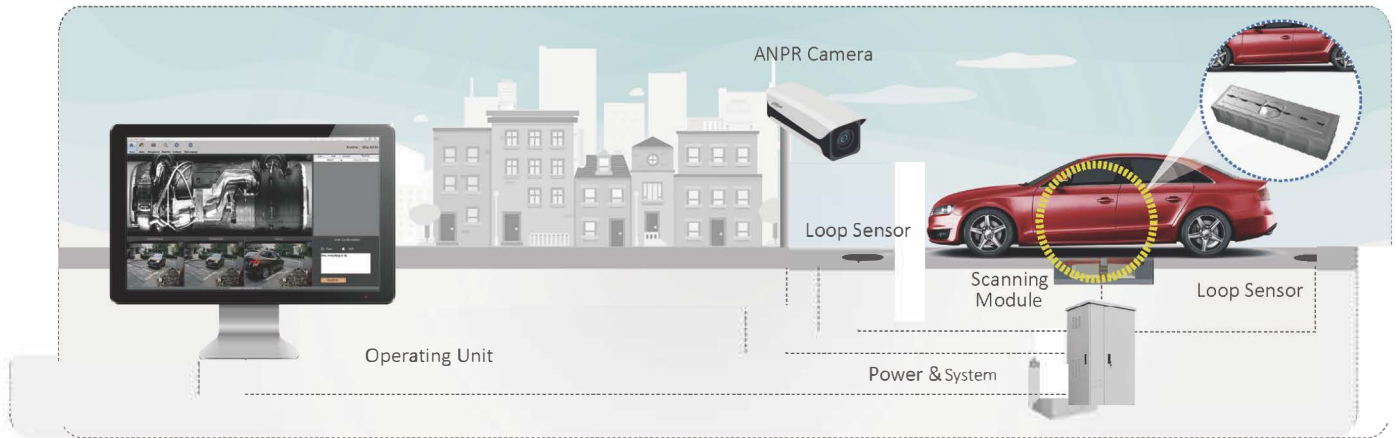 ANPR Camera
Loop Sensor
Scanning
Module
Loop Sensor
Operating Unit
Power & System